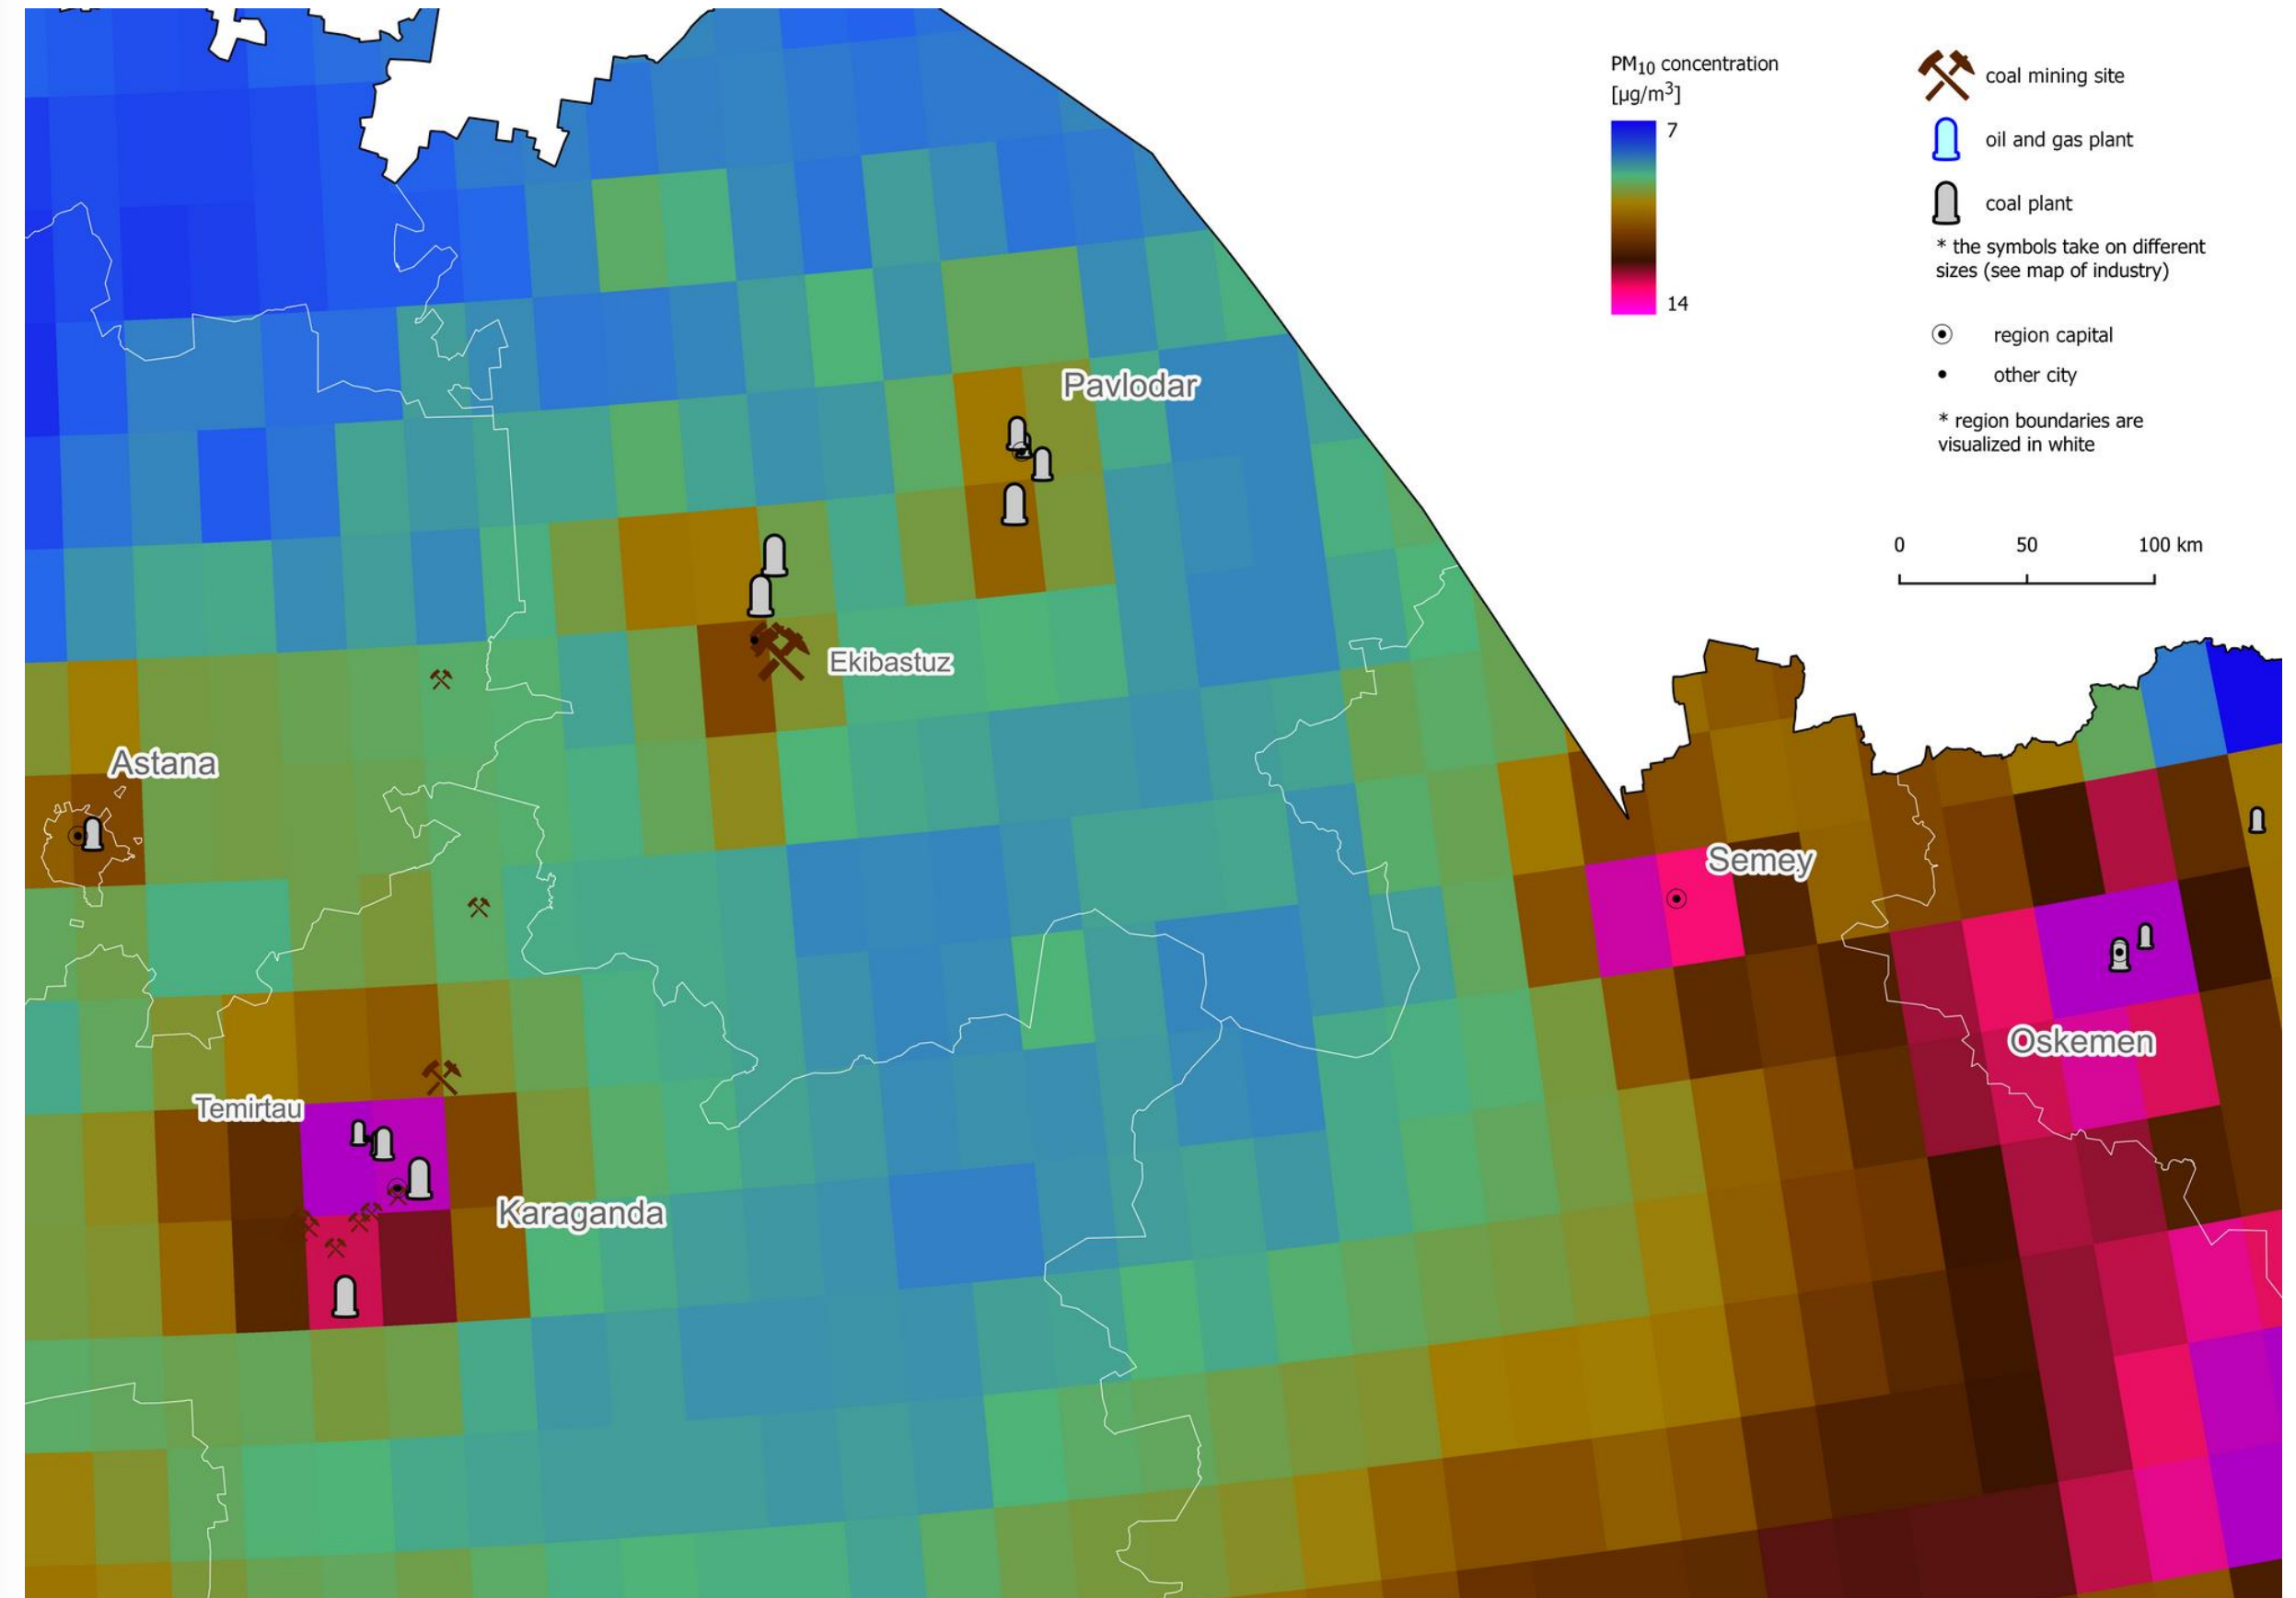 PM10 concentration
[µg/m³]
7
14
coal mining site
oil and gas plant
coal plant
* the symbols take on different
sizes (see map of industry)
region capital
other city
* region boundaries are
visualized in white
0 50 100 km
Pavlodar
Ekibastuz
Astana
Semey
Oskemen
Temirtau
Karaganda